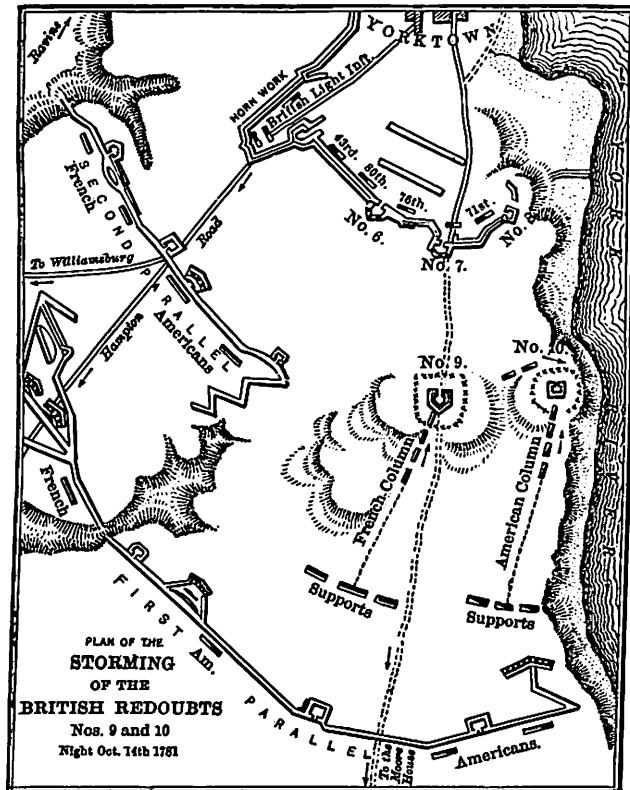 YORKTOWN
Ravine
HORN WORK
British Light Inft.
43rd.
80th.
76th.
71st.
No. 6.
No. 7.
No. 8.
SECOND PARALLEL
French
Americans
To Williamsburg
Hampton Road
YORK RIVER
No. 9.
No. 10
French Column
American Column
Supports
Supports
French
FIRST PARALLEL
Am.
Americans.
To the
Moore
House
PLAN OF THE
STORMING
OF THE
BRITISH REDOUBTS
Nos. 9 and 10
Night Oct. 14th 1781